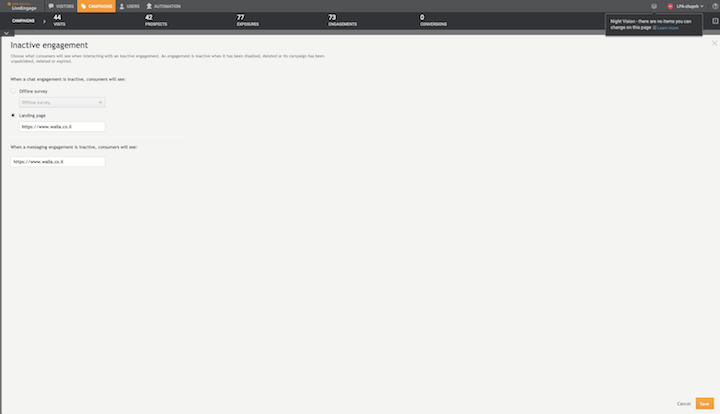 LiveEngage
VISITORS
CAMPAIGNS
USERS
AUTOMATION
LPA-shupnb
CAMPAIGNS
44
VISITS
42
PROSPECTS
77
EXPOSURES
73
ENGAGEMENTS
0
CONVERSIONS
Night Vision - there are no items you can
change on this page Learn more
Inactive engagement
Choose what consumers will see when interacting with an inactive engagement. An engagement is inactive when it has been disabled, deleted or its campaign has been
unpublished, deleted or expired.
When a chat engagement is inactive, consumers will see:
Offline survey
Offline survey
Landing page
https://www.walla.co.il
When a messaging engagement is inactive, consumers will see:
https://www.walla.co.il
Cancel
Save